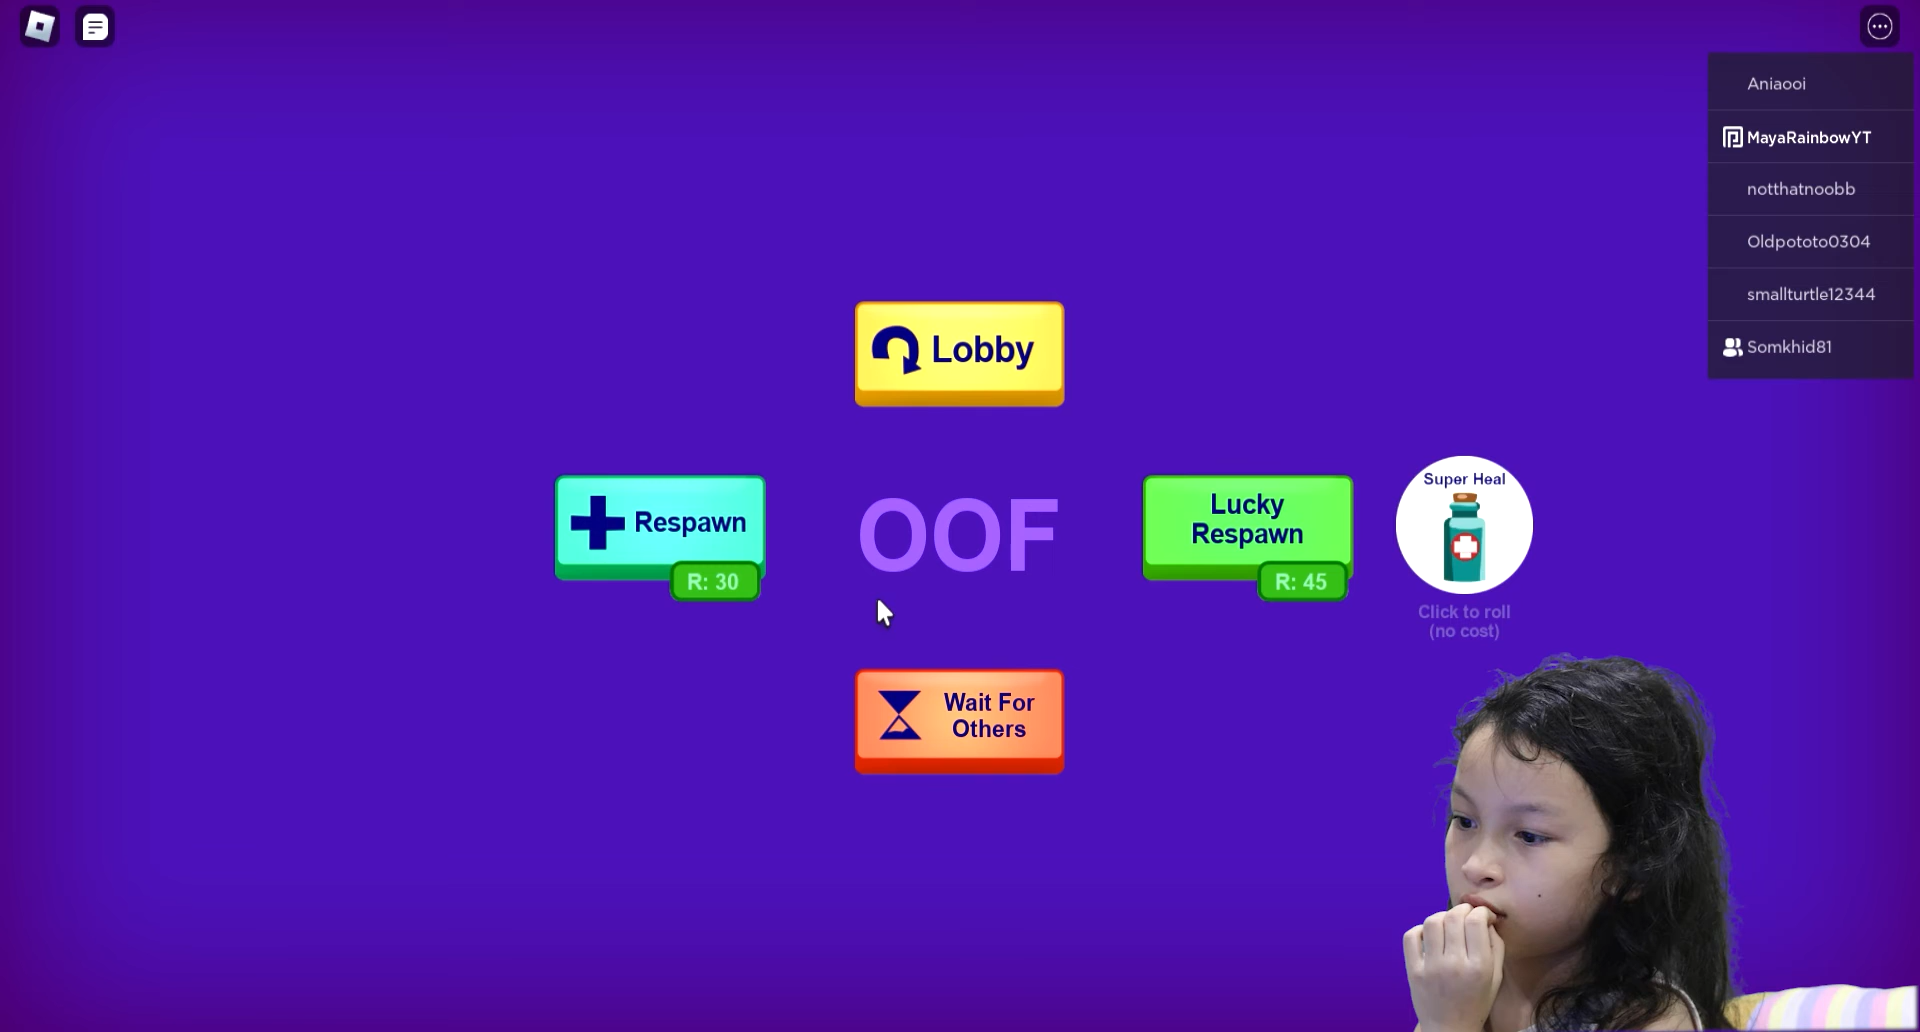 Aniaooi
MayaRainbowYT
notthatnoobb
Oldpototo0304
smallturtle12344
Somkhid81
Lobby
Respawn
R: 30
OOF
Lucky
Respawn
R: 45
Super Heal
Click to roll
(no cost)
Wait For
Others